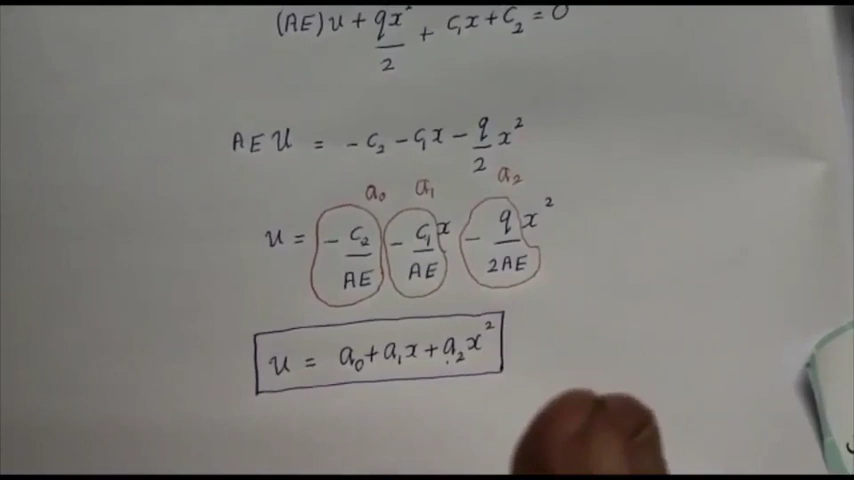 (AE)u + qx²/2 + C₁x + C₂ = 0
AEU = - C₂ - C₁x - q/2 x²
a₀ a₁ a₂
u = - C₂/AE - C₁/AE x - q/2AE x²
u = a₀ + a₁x + a₂x²